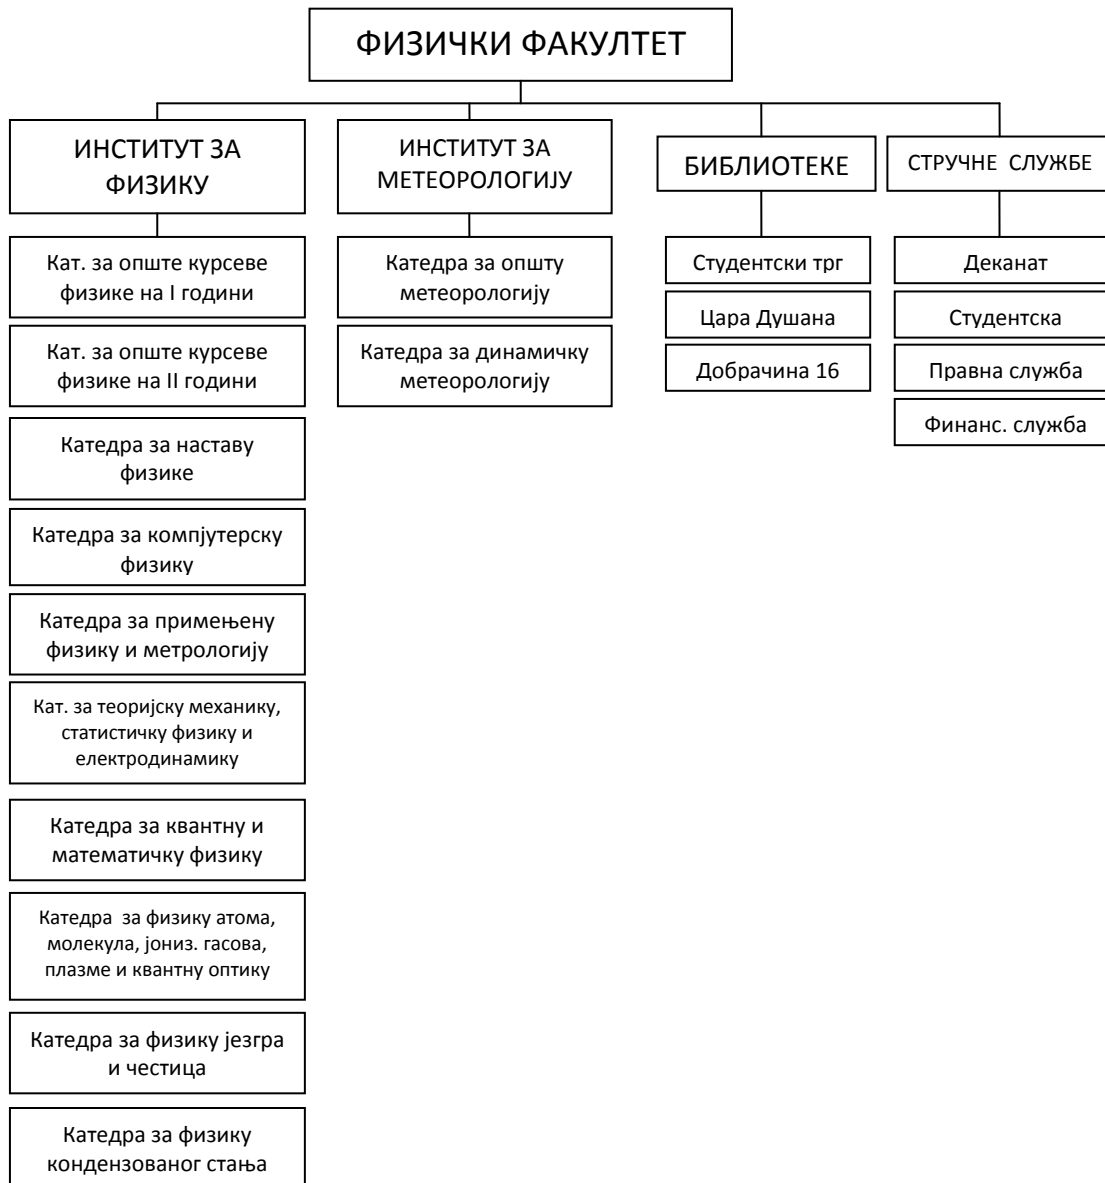 ФИЗИЧКИ ФАКУЛТЕТ
ИНСТИТУТ ЗА
ФИЗИКУ
Кат. за опште курсеве
физике на I години
Кат. за опште курсеве
физике на II години
Катедра за наставу
физике
Катедра за компјутерску
физику
Катедра за примењену
физику и метрологију
Кат. за теоријску механику,
статистичку физику и
електродинамику
Катедра за квантну и
математичку физику
Катедра за физику атома,
молекула, јониз. гасова,
плазме и квантну оптику
Катедра за физику језгра
и честица
Катедра за физику
кондензованог стања
ИНСТИТУТ ЗА
МЕТЕОРОЛОГИЈУ
Катедра за општу
метеорологију
Катедра за динамичку
метеорологију
БИБЛИОТЕКЕ
Студентски трг
Цара Душана
Добрачина 16
СТРУЧНЕ СЛУЖБЕ
Деканат
Студентска
Правна служба
Финанс. служба